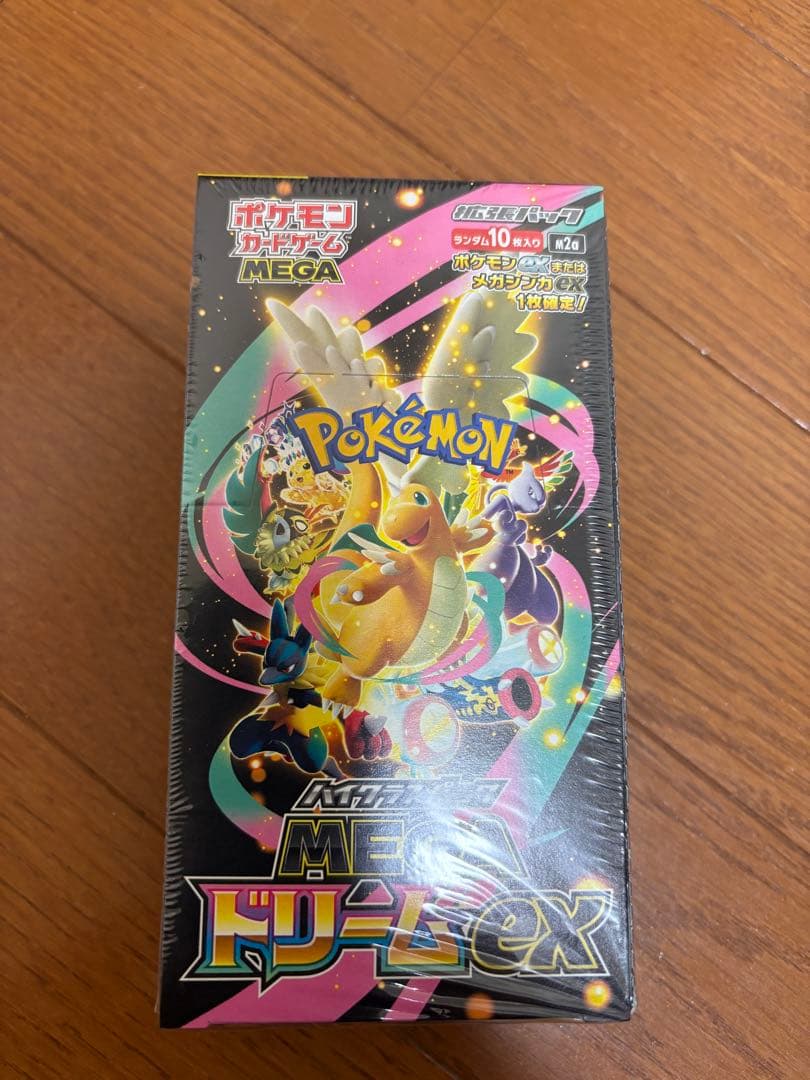 ポケモン
カードゲーム
MEGA
拡張パック
ランダム10枚入り M2a
ポケモンexまたは
メガシンカex
1枚確定!
POKéMON
TM
ハイクラスパック
MEGA
ドリームex